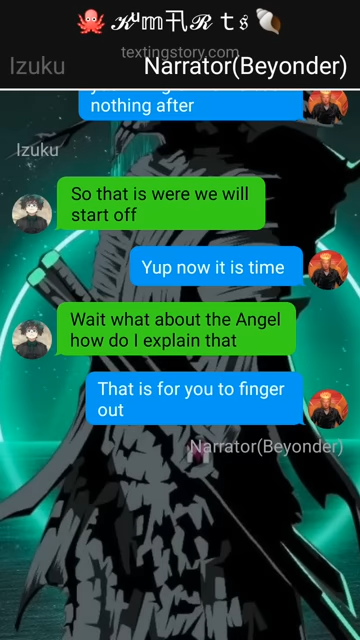 🐙 𝒦ᵘ𝕞卂ℛ 𝕥𝔰 🐚
textingstory.com
Izuku Narrator(Beyonder)
nothing after
Izuku
So that is were we will
start off
Yup now it is time
Wait what about the Angel
how do I explain that
That is for you to finger
out
Narrator(Beyonder)